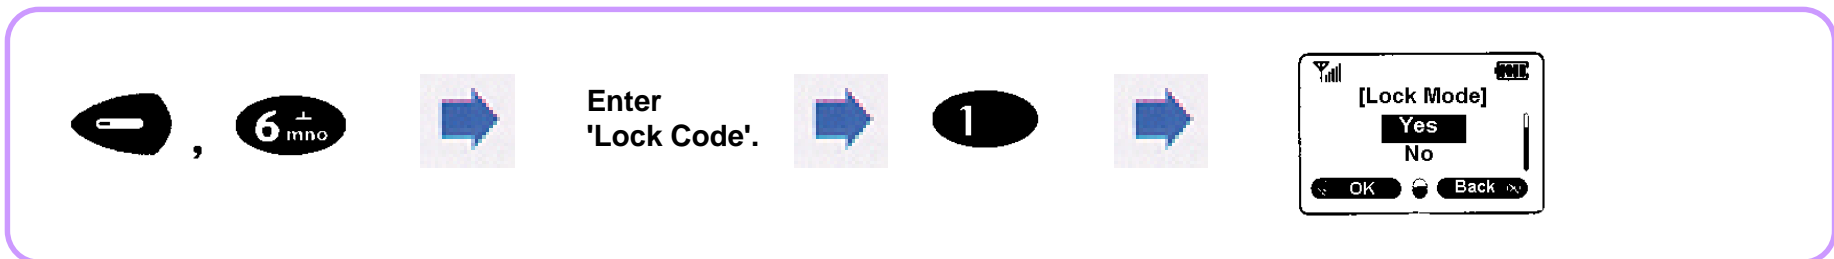 , 6 mno
Enter
'Lock Code'.
1
[Lock Mode]
Yes
No
OK Back